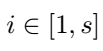 i ∈ [1, s]